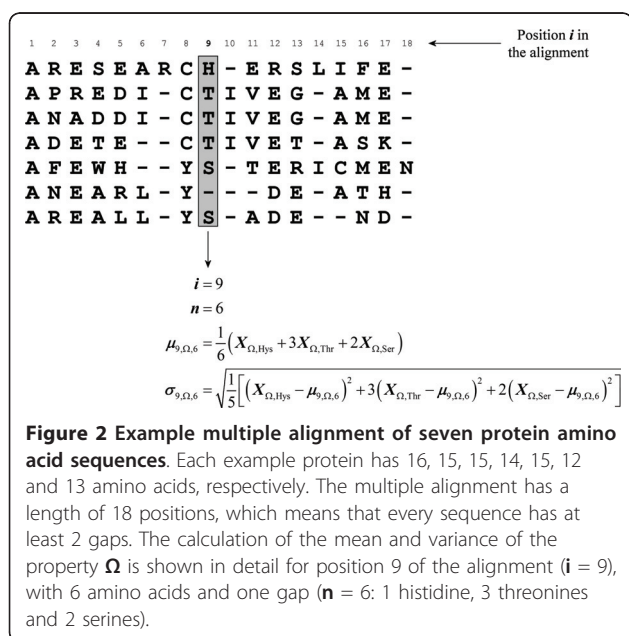 1 2 3 4 5 6 7 8 9 10 11 12 13 14 15 16 17 18
Position i in
the alignment
A R E S E A R C H - E R S L I F E -
A P R E D I - C T I V E G - A M E -
A N A D D I - C T I V E G - A M E -
A D E T E - - C T I V E T - A S K -
A F E W H - - Y S - T E R I C M E N
A N E A R L - Y - - - D E - A T H -
A R E A L L - Y S - A D E - - N D -
i = 9
n = 6
μ9,Ω,6 = 1/6 (XΩ,Hys + 3XΩ,Thr + 2XΩ,Ser)
σ9,Ω,6 = √1/5 [(XΩ,Hys − μ9,Ω,6)² + 3(XΩ,Thr − μ9,Ω,6)² + 2(XΩ,Ser − μ9,Ω,6)²]
Figure 2 Example multiple alignment of seven protein amino
acid sequences. Each example protein has 16, 15, 15, 14, 15, 12
and 13 amino acids, respectively. The multiple alignment has a
length of 18 positions, which means that every sequence has at
least 2 gaps. The calculation of the mean and variance of the
property Ω is shown in detail for position 9 of the alignment (i = 9),
with 6 amino acids and one gap (n = 6: 1 histidine, 3 threonines
and 2 serines).